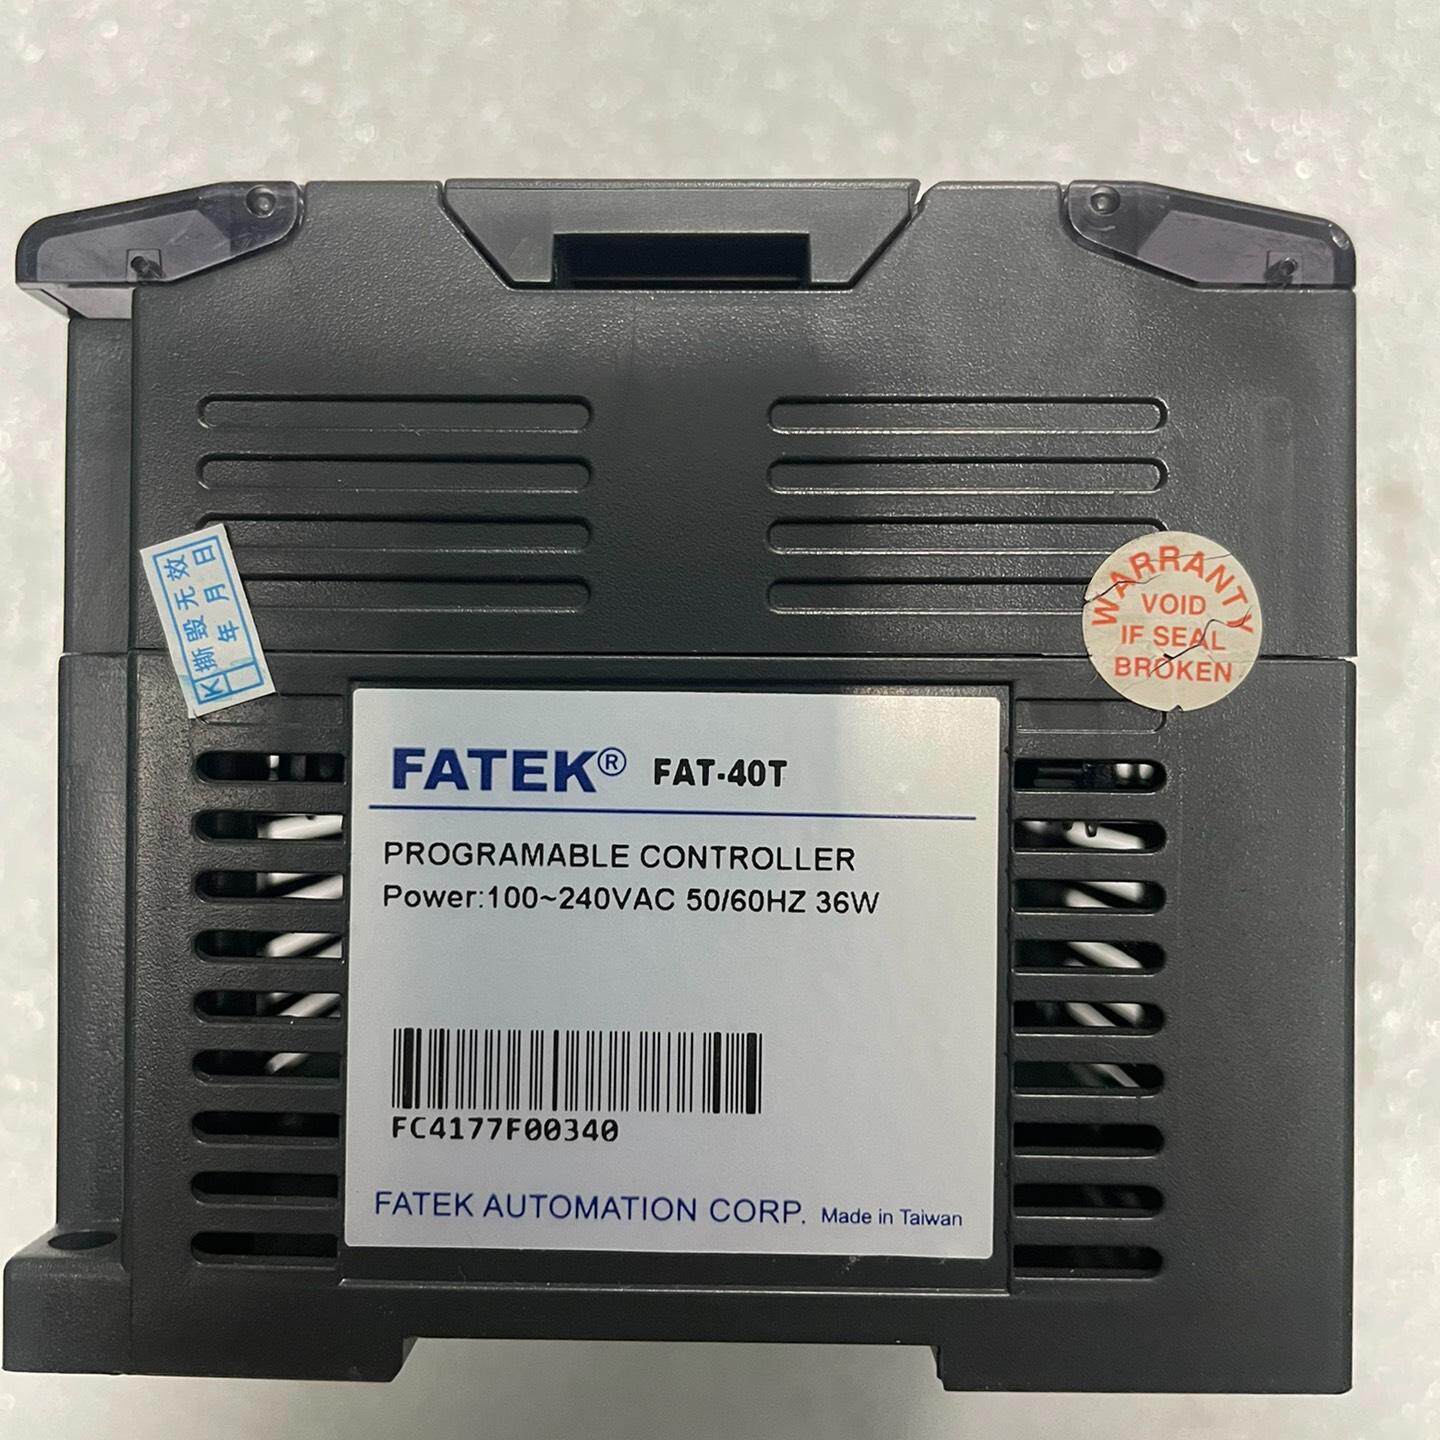 撕毁无效
年 月 日
K
WARRANTY
VOID
IF SEAL
BROKEN
FATEK® FAT-40T
PROGRAMABLE CONTROLLER
Power:100~240VAC 50/60HZ 36W
FC4177F00340
FATEK AUTOMATION CORP. Made in Taiwan